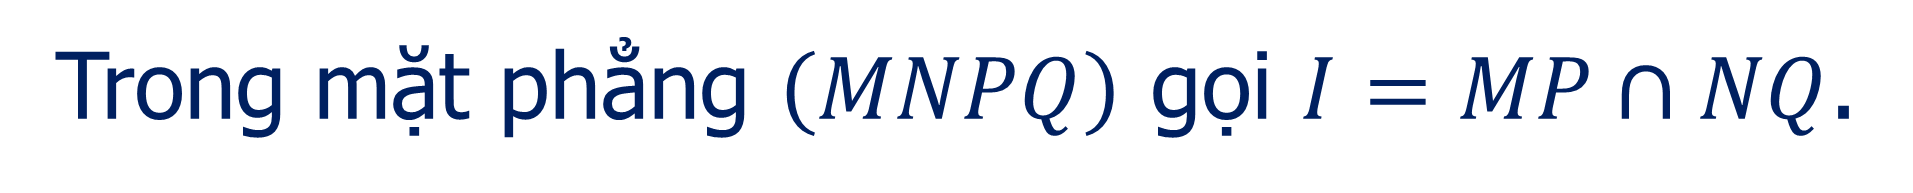 Trong mặt phẳng (MNPQ) gọi I = MP ∩ NQ.